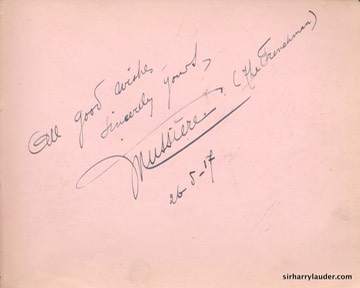 All good wishes
Sincerely yours,
(The Frenchman)
26-5-17
sirharrylauder.com